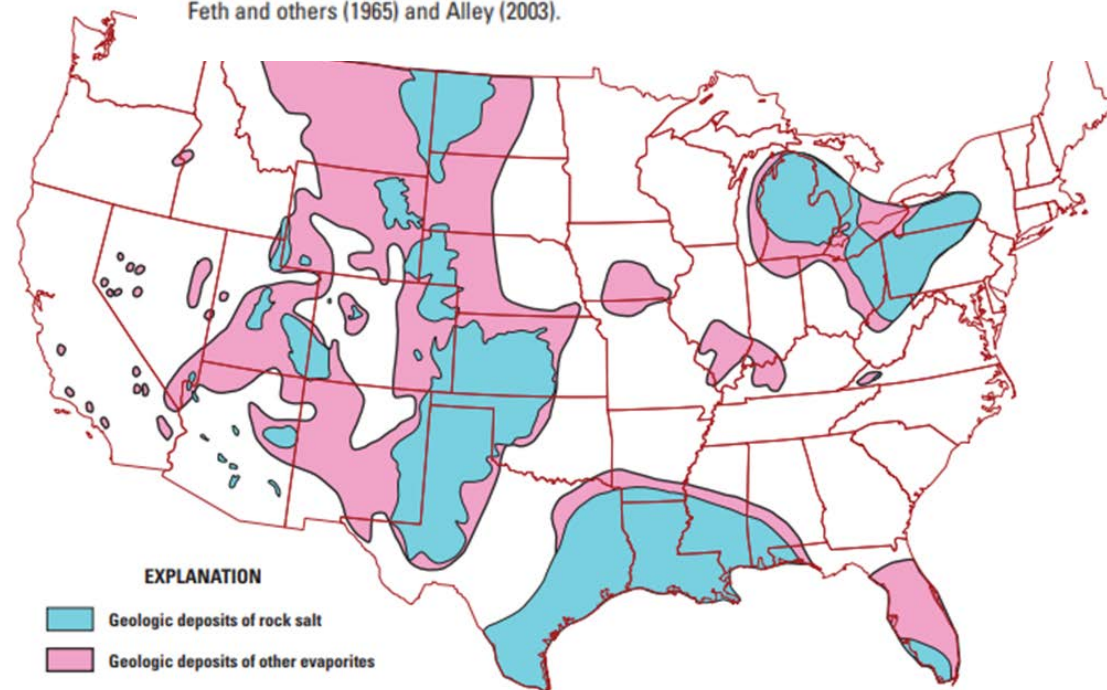 Feth and others (1965) and Alley (2003).
EXPLANATION
Geologic deposits of rock salt
Geologic deposits of other evaporites